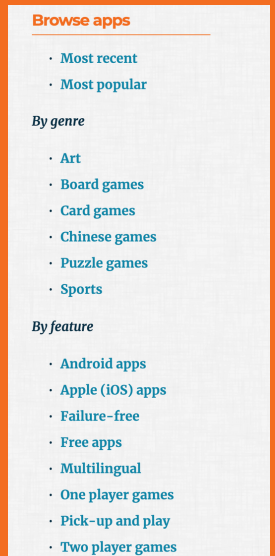 Browse apps
· Most recent
· Most popular
By genre
· Art
· Board games
· Card games
· Chinese games
· Puzzle games
· Sports
By feature
· Android apps
· Apple (iOS) apps
· Failure-free
· Free apps
· Multilingual
· One player games
· Pick-up and play
· Two player games